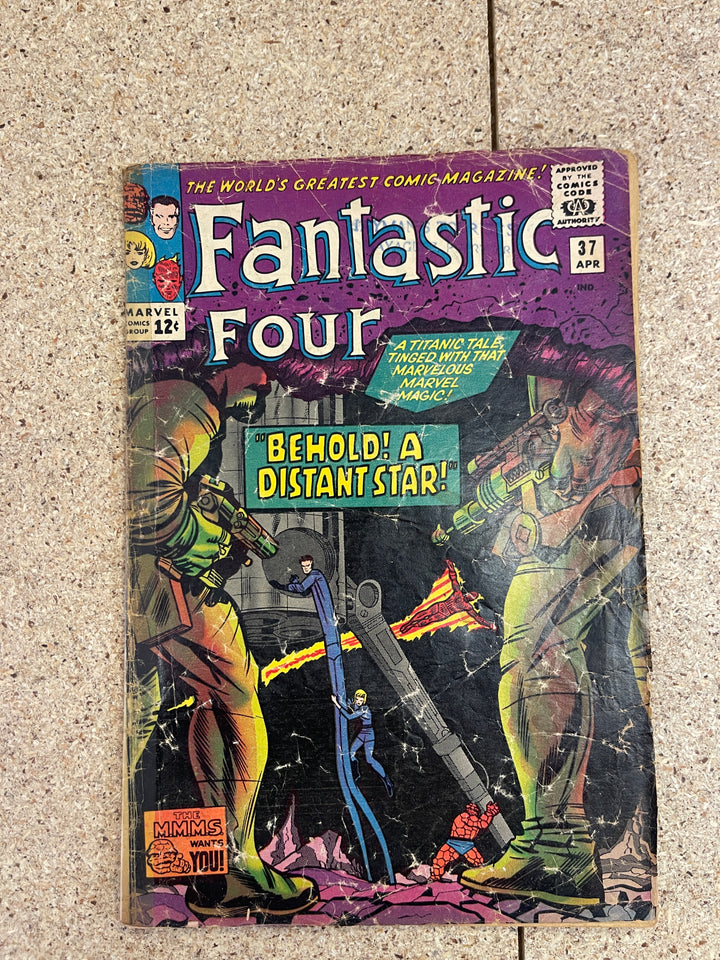 THE WORLD'S GREATEST COMIC MAGAZINE!
APPROVED
BY THE
COMICS
CODE
CA
AUTHORITY
Fantastic
Four
37
APR
IND.
MARVEL
COMICS
GROUP
12¢
A TITANIC TALE,
TINGED WITH THAT
MARVELOUS
MARVEL
MAGIC!
"BEHOLD! A
DISTANT STAR!"
THE
M.M.M.S.
WANTS
YOU!